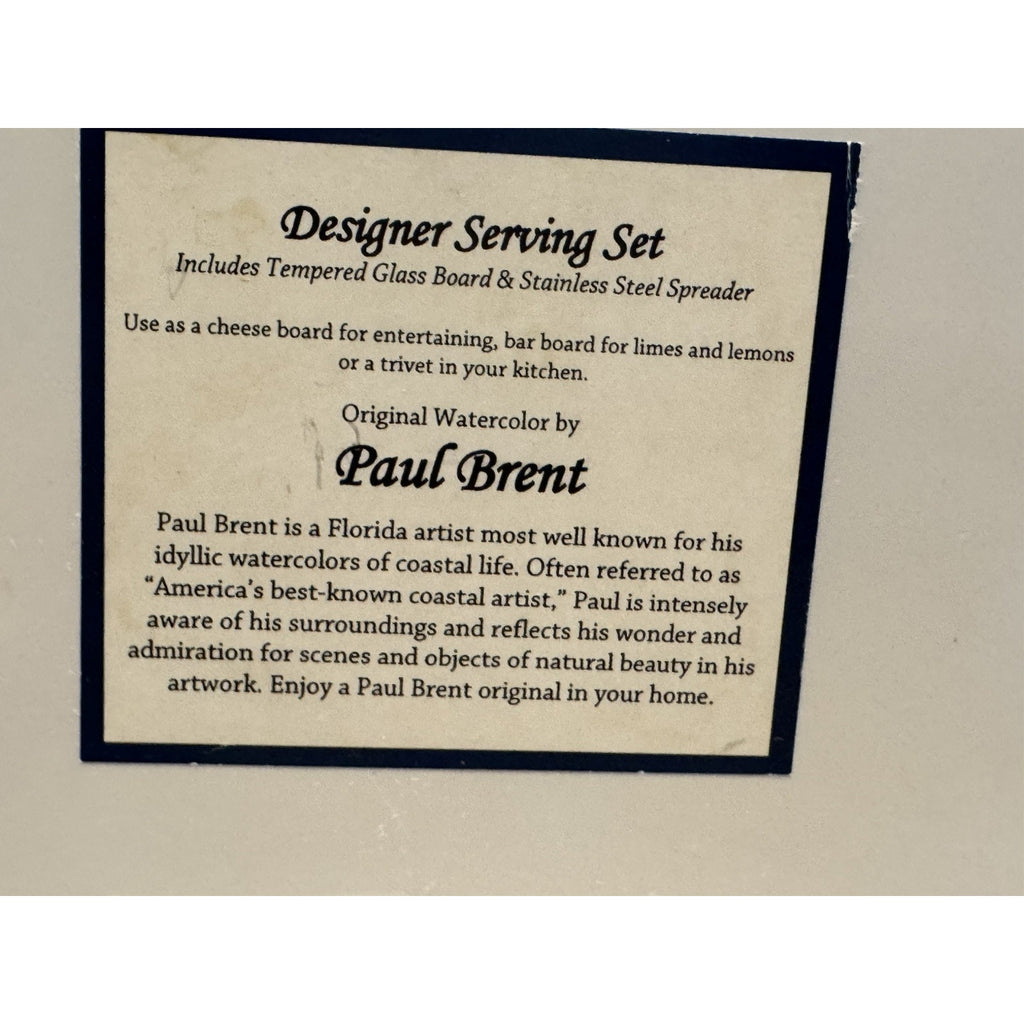 Designer Serving Set
Includes Tempered Glass Board & Stainless Steel Spreader
Use as a cheese board for entertaining, bar board for limes and lemons
or a trivet in your kitchen.
Original Watercolor by
Paul Brent
Paul Brent is a Florida artist most well known for his
idyllic watercolors of coastal life. Often referred to as
“America’s best-known coastal artist,” Paul is intensely
aware of his surroundings and reflects his wonder and
admiration for scenes and objects of natural beauty in his
artwork. Enjoy a Paul Brent original in your home.